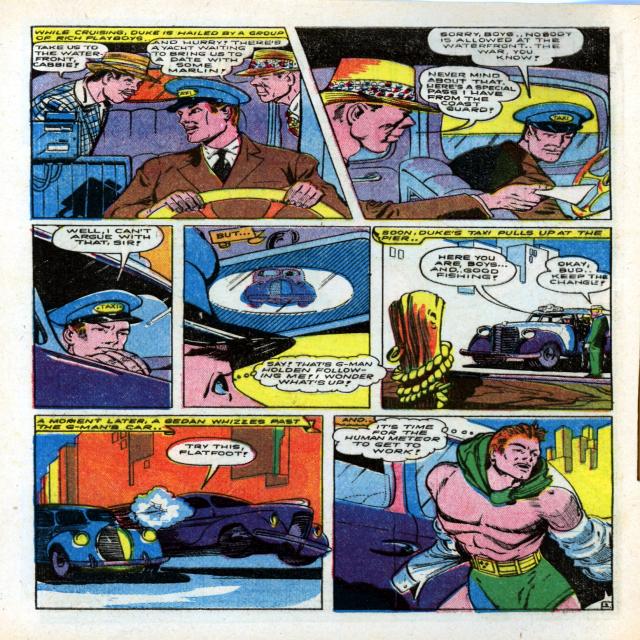 WHILE CRUISING, DUKE IS HAILED BY A GROUP
OF RICH PLAYBOYS..
TAKE US TO
THE WATER-
FRONT,
CABBIE!
AND HURRY! THERE'S
A YACHT WAITING
TO BRING US TO
A DATE WITH
SOME
MARLIN!
TAXI
SORRY, BOYS.. NOBODY
IS ALLOWED AT THE
WATERFRONT.. THE
WAR, YOU
KNOW!
NEVER MIND
ABOUT THAT,
HERE'S A SPECIAL
PASS I HAVE
FROM THE
COAST
GUARD!
TAXI
WELL, I CAN'T
ARGUE WITH
THAT, SIR!
TAXI
BUT...
SAY! THAT'S G-MAN
HOLDEN FOLLOW-
ING ME! I WONDER
WHAT'S UP?
SOON, DUKE'S TAXI PULLS UP AT THE
PIER..
HERE YOU
ARE, BOYS...
AND..GOOD
FISHING!
OKAY,
BUD..
KEEP THE
CHANGE!
A MOMENT LATER, A SEDAN WHIZZES PAST
THE G-MAN'S CAR...
TRY THIS,
FLATFOOT!
AND..
IT'S TIME
FOR THE
HUMAN METEOR
TO GET TO
WORK!